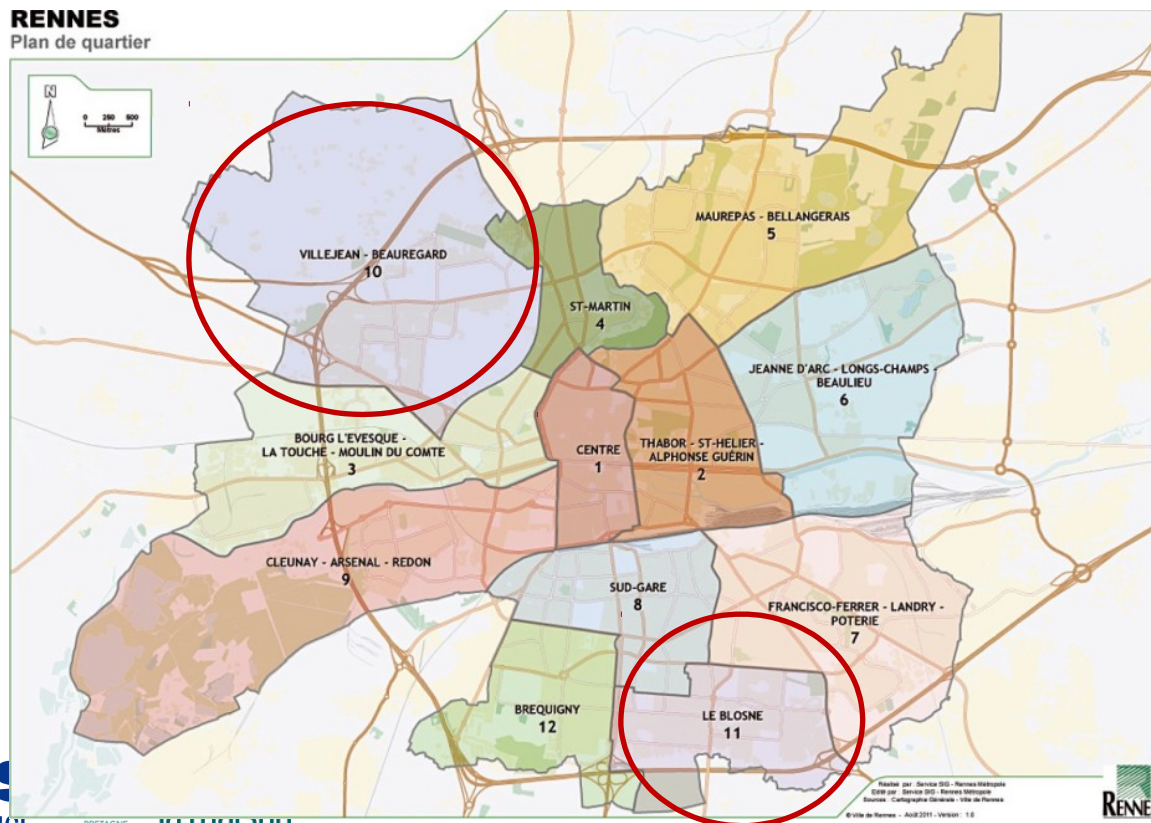 RENNES
Plan de quartier
N
0 250 500
Mètres
VILLEJEAN - BEAUREGARD
10
MAUREPAS - BELLANGERAIS
5
ST-MARTIN
4
JEANNE D'ARC - LONGS-CHAMPS -
BEAULIEU
6
BOURG L'EVESQUE -
LA TOUCHE - MOULIN DU COMTE
3
CENTRE
1
THABOR - ST-HELIER -
ALPHONSE GUÉRIN
2
CLEUNAY - ARSENAL - REDON
9
SUD-GARE
8
FRANCISCO-FERRER - LANDRY -
POTERIE
7
BREQUIGNY
12
LE BLOSNE
11
Réalisé par : Service SIG - Rennes Métropole
Edité par : Service SIG - Rennes Métropole
Sources : Cartographie Générale - Ville de Rennes
© Ville de Rennes - Août 2011 - Version : 1.0
RENNE
BRETAGNE